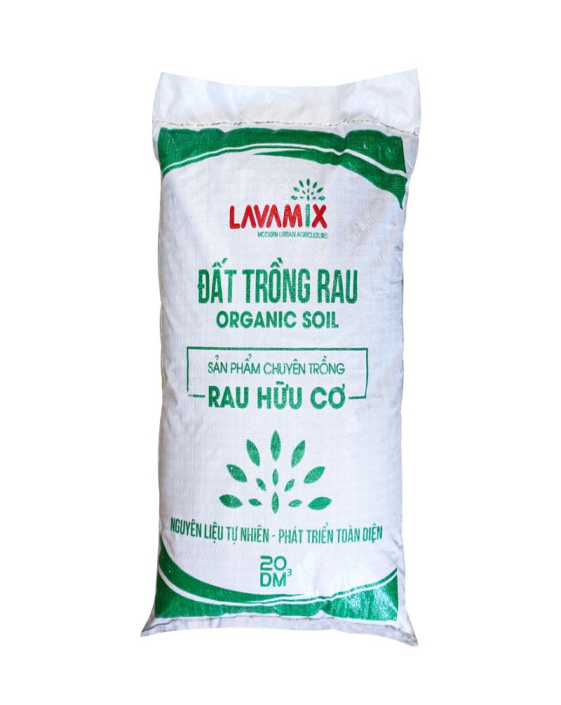 LAVAMIX
MODERN URBAN AGRICULTURE
ĐẤT TRỒNG RAU
ORGANIC SOIL
SẢN PHẨM CHUYÊN TRỒNG
RAU HỮU CƠ
NGUYÊN LIỆU TỰ NHIÊN - PHÁT TRIỂN TOÀN DIỆN
20
DM³